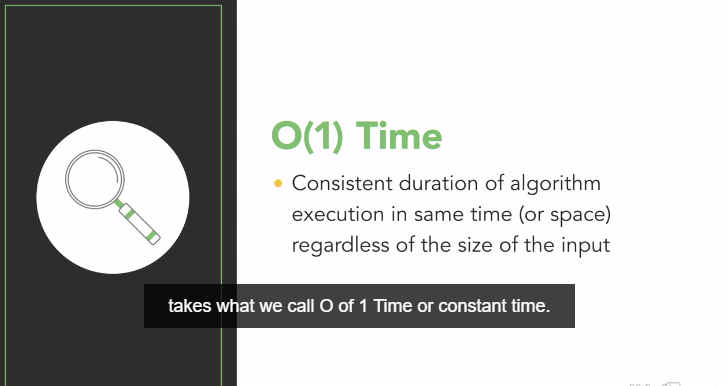 O(1) Time
Consistent duration of algorithm
execution in same time (or space)
regardless of the size of the input
takes what we call O of 1 Time or constant time.